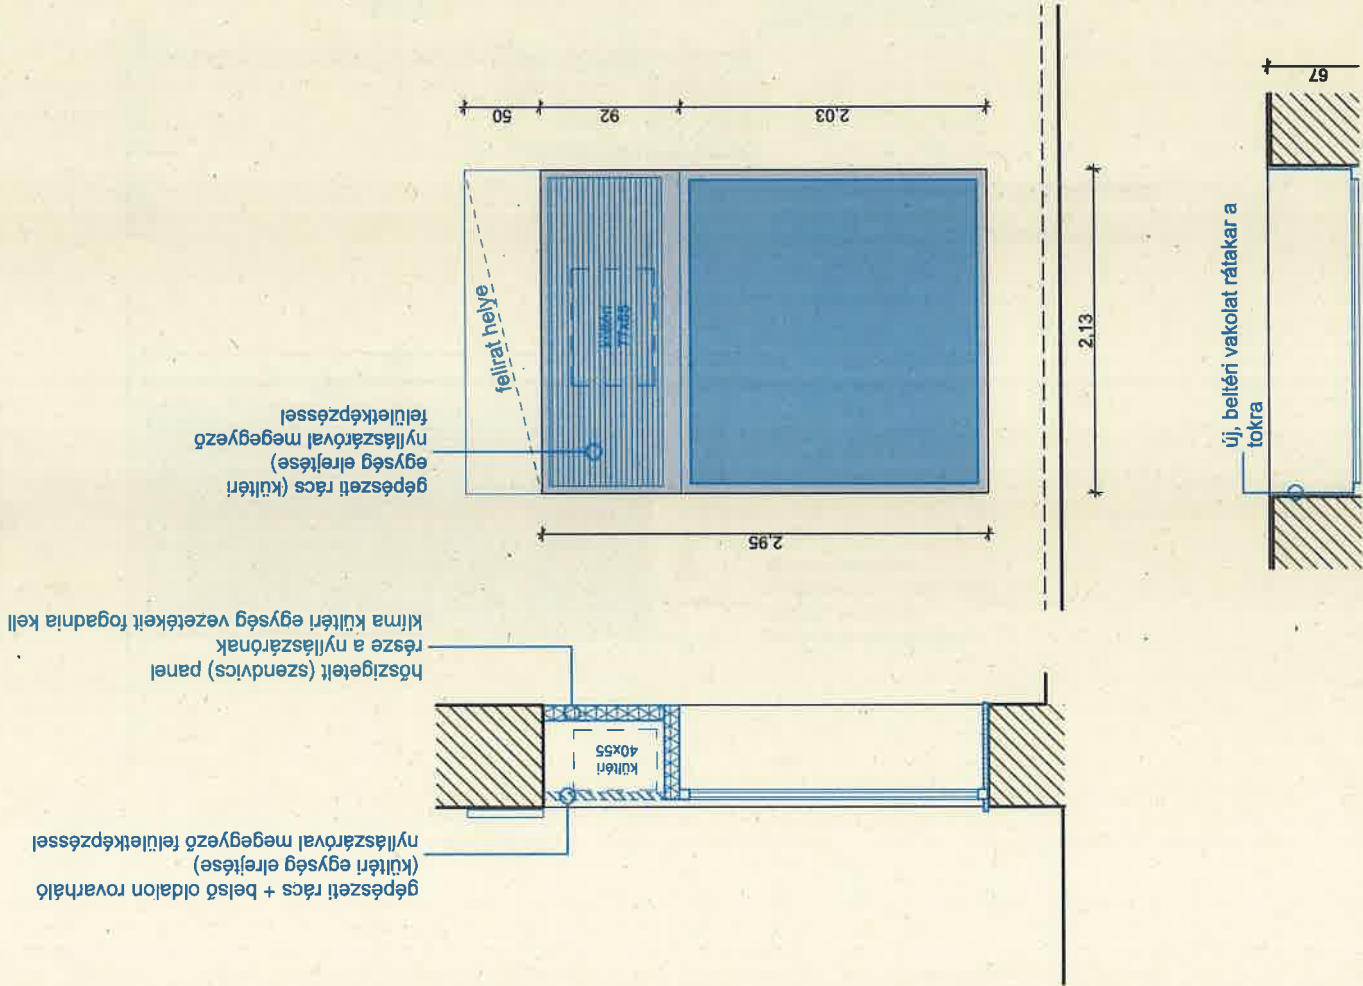 gépészeti rács + belső oldalon rovarháló
(kültéri egység elrejtése)
nyílászáróval megegyező felületképzéssel
kültéri
40x55
hőszigetelt (szendvics) panel
része a nyílászárónak
klíma kültéri egység vezetékeit fogadnia kell
2,95
gépészeti rács (kültéri
egység elrejtése)
nyílászáróval megegyező
felületképzéssel
felirat helye
kültéri
77x55
2,13
50
92
2,03
új, beltéri vakolat rátakar a
tokra
67